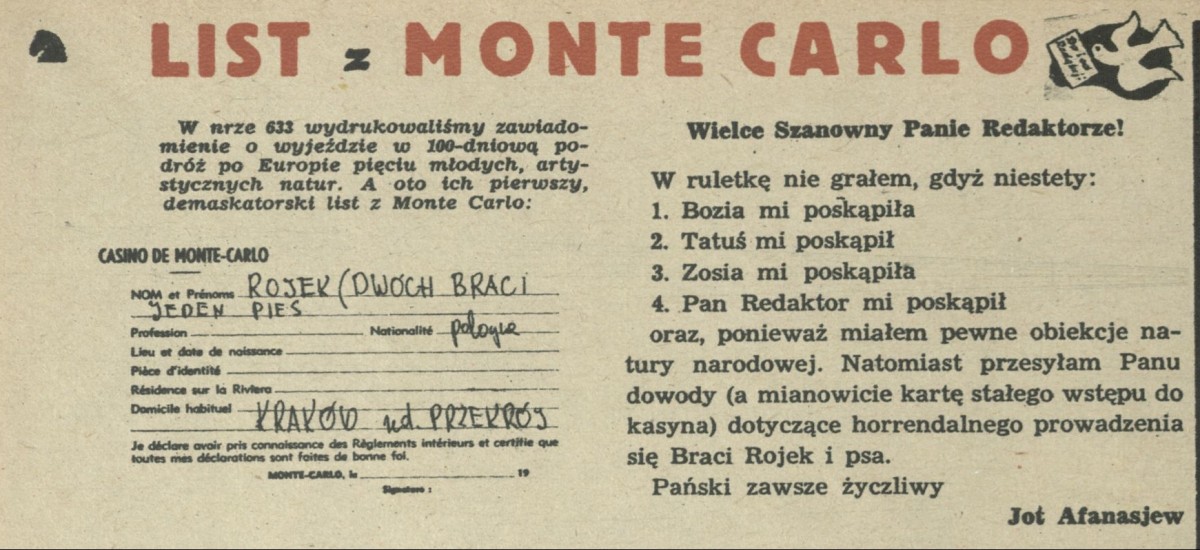 LIST z MONTE CARLO
W nrze 633 wydrukowaliśmy zawiado-
mienie o wyjeździe w 100-dniową po-
dróż po Europie pięciu młodych, arty-
stycznych natur. A oto ich pierwszy,
demaskatorski list z Monte Carlo:
CASINO DE MONTE-CARLO
NOM et Prénoms ROJEK (DWÓCH BRACI
JEDEN PIES
Profession Nationalité
Lieu et date de naissance
Pièce d'identité
Résidence sur la Riviera
Domicile habituel KRAKÓW PRZEKRÓJ
Je déclare avoir pris connaissance des Règlements intérieurs et certifie que
toutes mes déclarations sont faites de bonne foi.
MONTE-CARLO, le 19
Signature :
Wielce Szanowny Panie Redaktorze!
W ruletkę nie grałem, gdyż niestety:
1. Bozia mi poskąpiła
2. Tatuś mi poskąpił
3. Zosia mi poskąpiła
4. Pan Redaktor mi poskąpił
oraz, ponieważ miałem pewne obiekcje na-
tury narodowej. Natomiast przesyłam Panu
dowody (a mianowicie kartę stałego wstępu do
kasyna) dotyczące horrendalnego prowadzenia
się Braci Rojek i psa.
Pański zawsze życzliwy
Jot Afanasjew